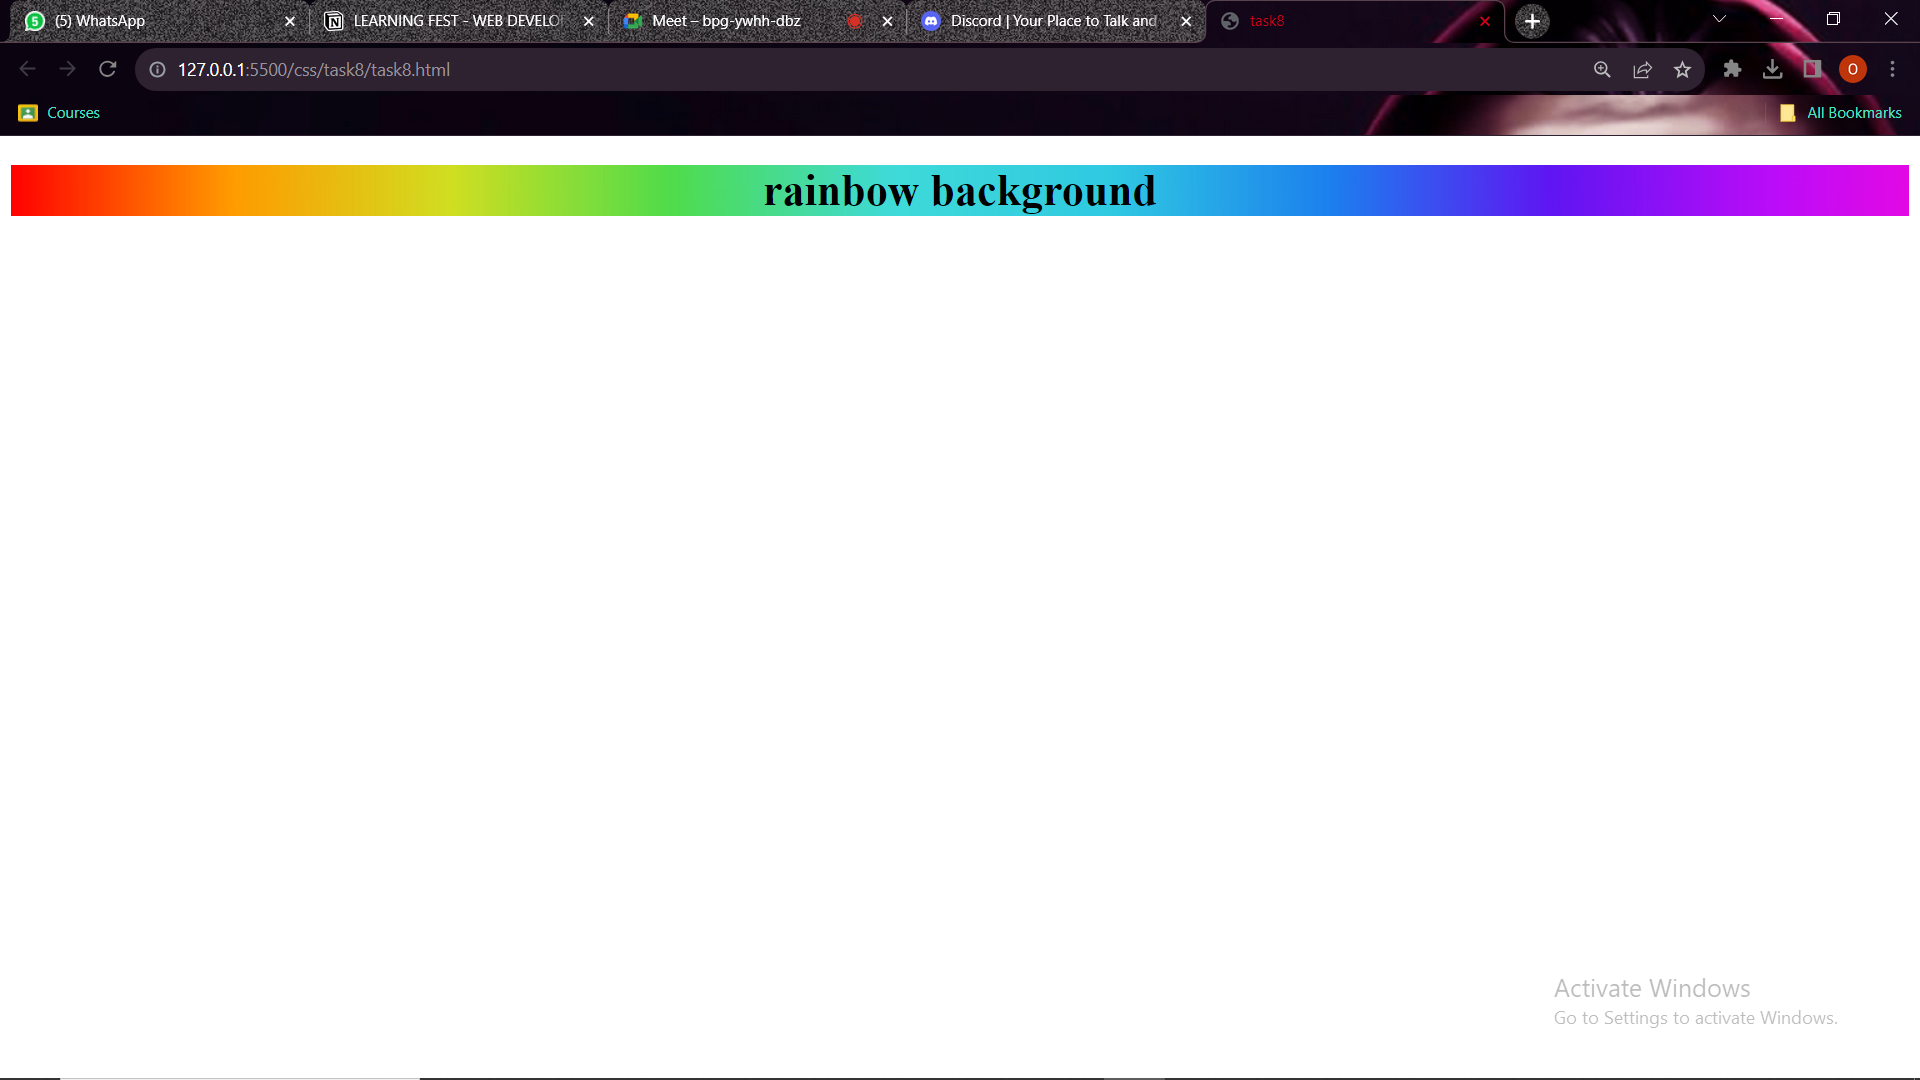 5 (5) WhatsApp
LEARNING FEST - WEB DEVELO
Meet – bpg-ywhh-dbz
Discord | Your Place to Talk and
task8
127.0.0.1:5500/css/task8/task8.html
O
Courses
All Bookmarks
rainbow background
Activate Windows
Go to Settings to activate Windows.